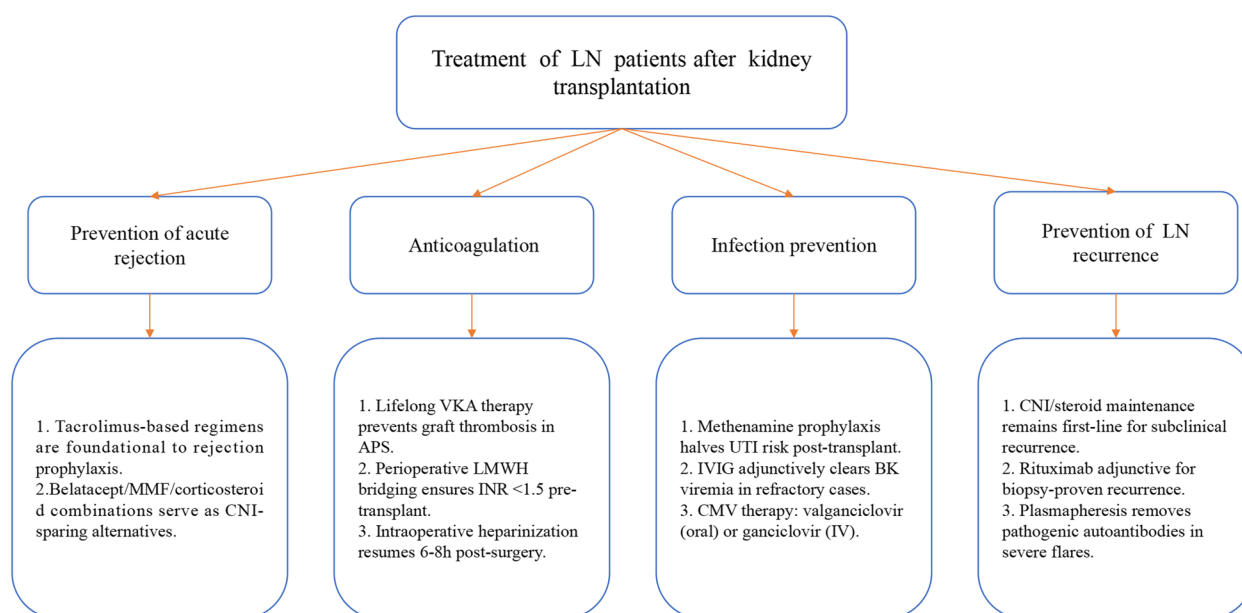 Treatment of LN patients after kidney
transplantation
Prevention of acute
rejection
Anticoagulation
Infection prevention
Prevention of LN
recurrence
1. Tacrolimus-based regimens
are foundational to rejection
prophylaxis.
2.Belatacept/MMF/corticosteroi
d combinations serve as CNI-
sparing alternatives.
1. Lifelong VKA therapy
prevents graft thrombosis in
APS.
2. Perioperative LMWH
bridging ensures INR <1.5 pre-
transplant.
3. Intraoperative heparinization
resumes 6-8h post-surgery.
1. Methenamine prophylaxis
halves UTI risk post-transplant.
2. IVIG adjunctively clears BK
viremia in refractory cases.
3. CMV therapy: valganciclovir
(oral) or ganciclovir (IV).
1. CNI/steroid maintenance
remains first-line for subclinical
recurrence.
2. Rituximab adjunctive for
biopsy-proven recurrence.
3. Plasmapheresis removes
pathogenic autoantibodies in
severe flares.